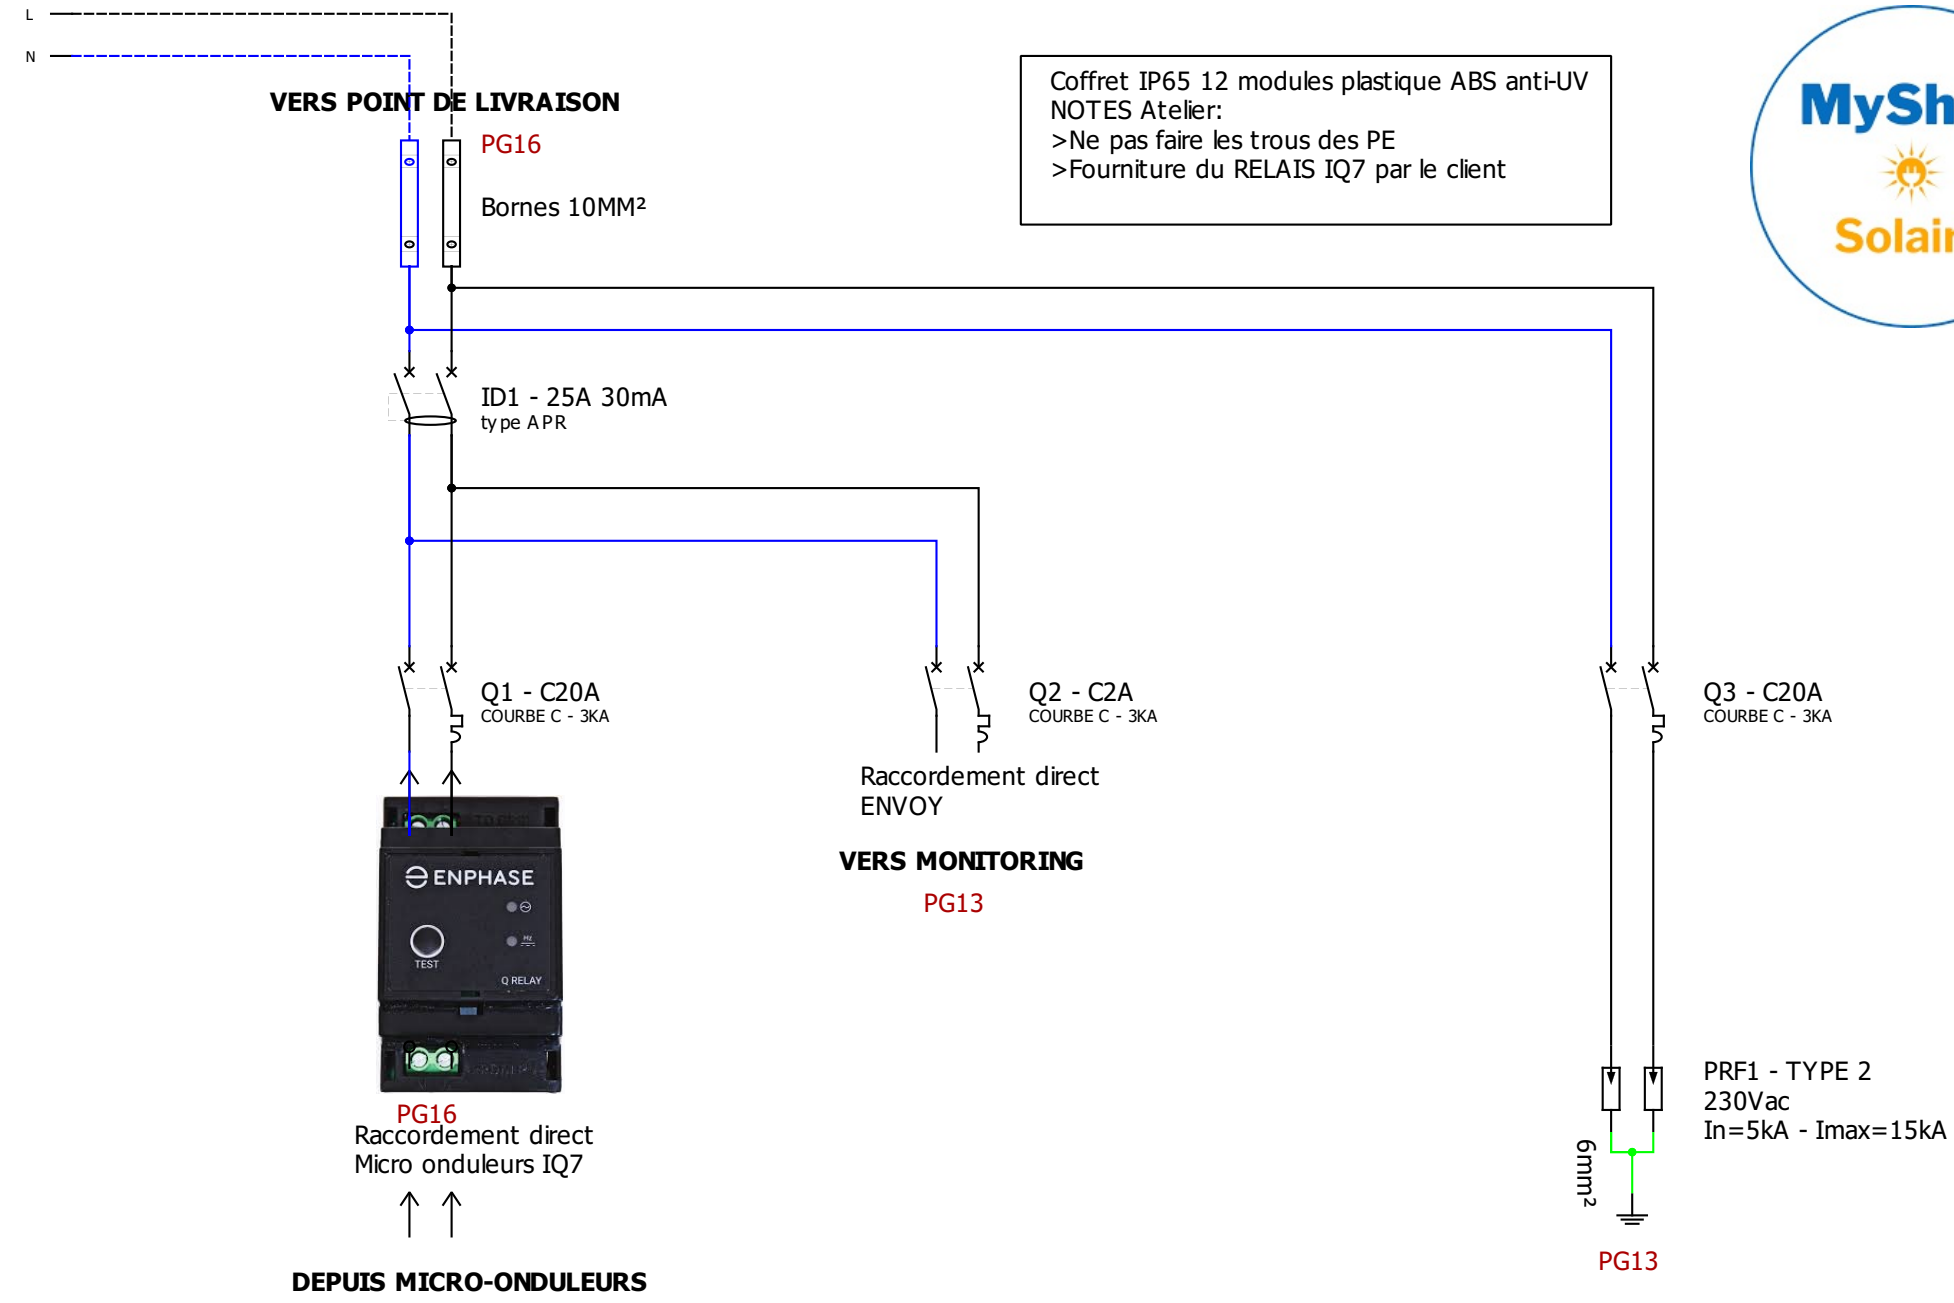 L
N
VERS POINT DE LIVRAISON
PG16
Bornes 10MM²
Coffret IP65 12 modules plastique ABS anti-UV
NOTES Atelier:
>Ne pas faire les trous des PE
>Fourniture du RELAIS IQ7 par le client
MySh
Solair
ID1 - 25A 30mA
type APR
Q1 - C20A
COURBE C - 3KA
Q2 - C2A
COURBE C - 3KA
Q3 - C20A
COURBE C - 3KA
Raccordement direct
ENVOY
VERS MONITORING
PG13
ENPHASE
Hz
TEST
Q RELAY
PG16
Raccordement direct
Micro onduleurs IQ7
DEPUIS MICRO-ONDULEURS
PRF1 - TYPE 2
230Vac
In=5kA - Imax=15kA
6mm²
PG13